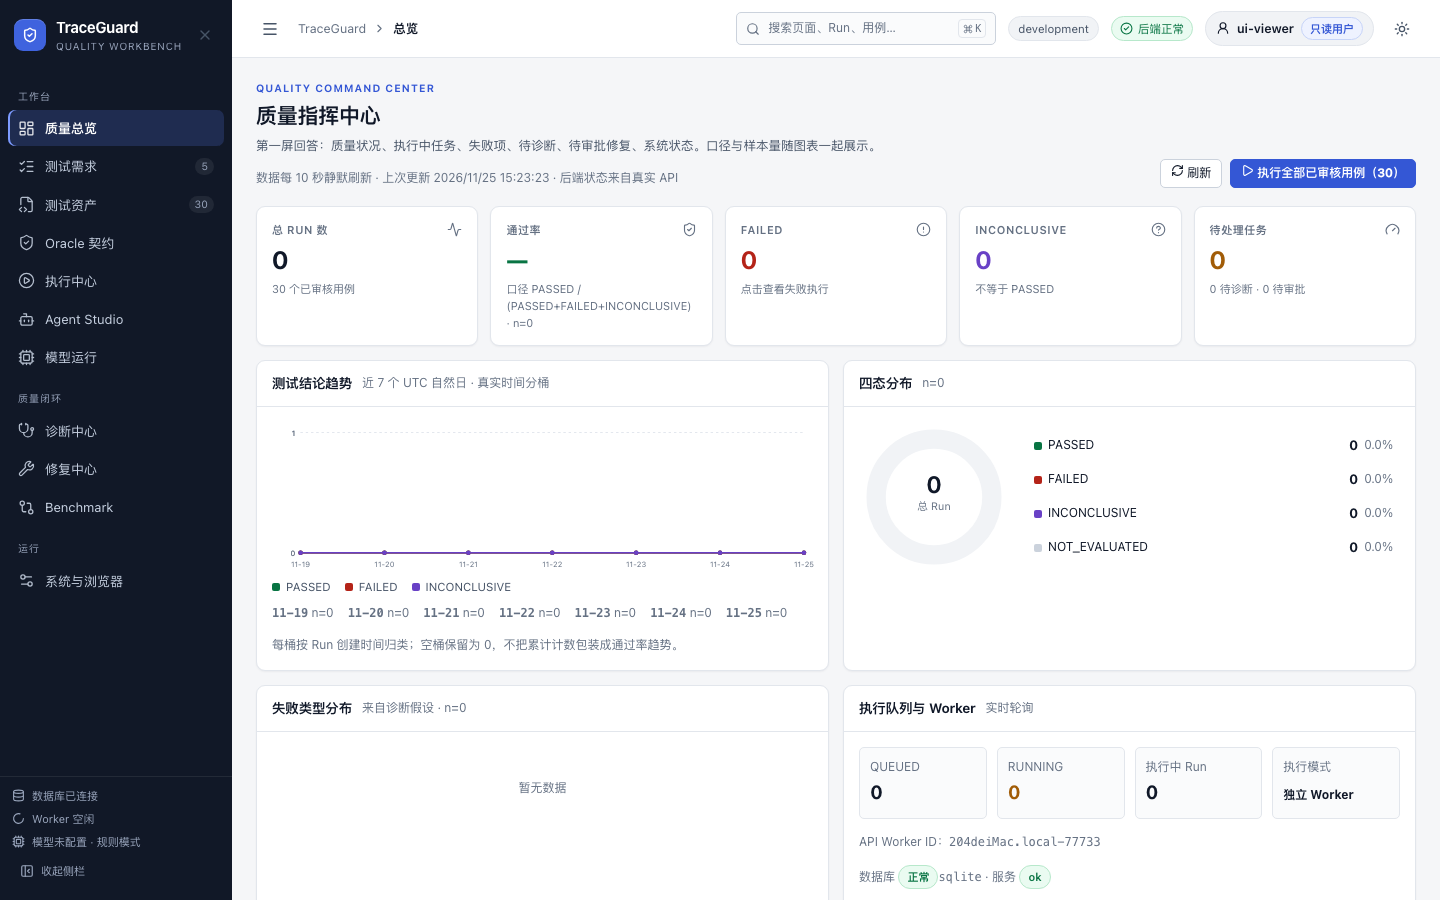 TraceGuard
QUALITY WORKBENCH
工作台
质量总览
测试需求 5
测试资产 30
Oracle 契约
执行中心
Agent Studio
模型运行
质量闭环
诊断中心
修复中心
Benchmark
运行
系统与浏览器
数据库已连接
Worker 空闲
模型未配置 · 规则模式
收起侧栏
TraceGuard > 总览
搜索页面、Run、用例... ⌘K
development
后端正常
ui-viewer 只读用户
QUALITY COMMAND CENTER
质量指挥中心
第一屏回答：质量状况、执行中任务、失败项、待诊断、待审批修复、系统状态。口径与样本量随图表一起展示。
数据每 10 秒静默刷新 · 上次更新 2026/11/25 15:23:23 · 后端状态来自真实 API
刷新
执行全部已审核用例（30）
总 RUN 数
0
30 个已审核用例
通过率
—
口径 PASSED /
(PASSED+FAILED+INCONCLUSIVE)
· n=0
FAILED
0
点击查看失败执行
INCONCLUSIVE
0
不等于 PASSED
待处理任务
0
0 待诊断 · 0 待审批
测试结论趋势 近 7 个 UTC 自然日 · 真实时间分桶
1
0
11-19 11-20 11-21 11-22 11-23 11-24 11-25
PASSED FAILED INCONCLUSIVE
11-19 n=0 11-20 n=0 11-21 n=0 11-22 n=0 11-23 n=0 11-24 n=0 11-25 n=0
每桶按 Run 创建时间归类；空桶保留为 0，不把累计计数包装成通过率趋势。
四态分布 n=0
0
总 Run
PASSED 0 0.0%
FAILED 0 0.0%
INCONCLUSIVE 0 0.0%
NOT_EVALUATED 0 0.0%
失败类型分布 来自诊断假设 · n=0
暂无数据
执行队列与 Worker 实时轮询
QUEUED
0
RUNNING
0
执行中 Run
0
执行模式
独立 Worker
API Worker ID：204deiMac.local-77733
数据库 正常 sqlite · 服务 ok